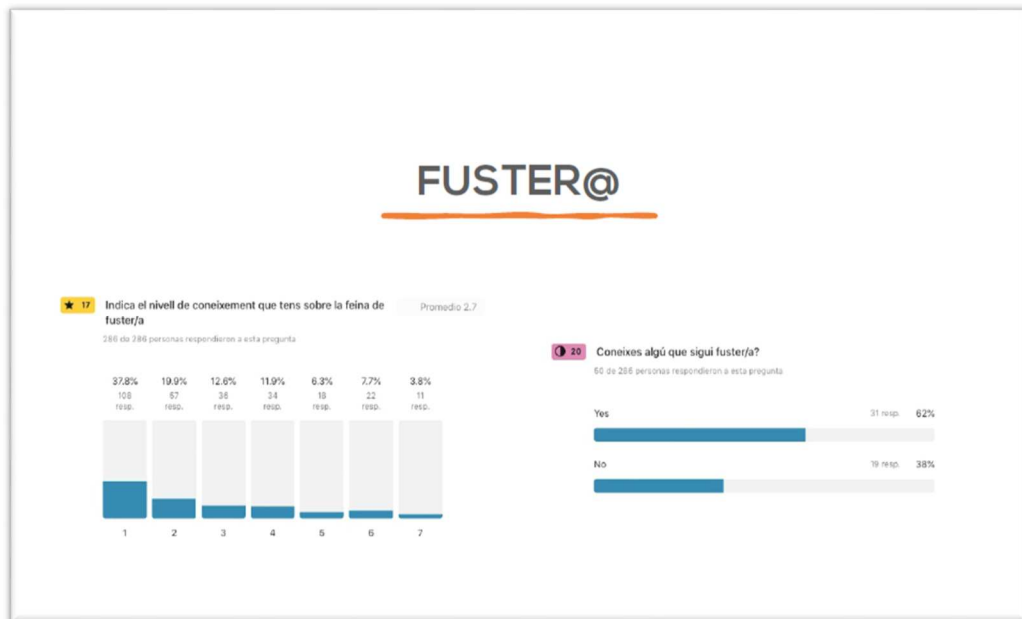 FUSTER@
17 Indica el nivell de coneixement que tens sobre la feina de
fuster/a
Promedio 2.7
286 de 286 personas respondieron a esta pregunta
37.8% 19.9% 12.6% 11.9% 6.3% 7.7% 3.8%
108 57 36 34 18 22 11
resp. resp. resp. resp. resp. resp. resp.
1 2 3 4 5 6 7
20 Coneixes algú que sigui fuster/a?
50 de 286 personas respondieron a esta pregunta
Yes 31 resp. 62%
No 19 resp. 38%